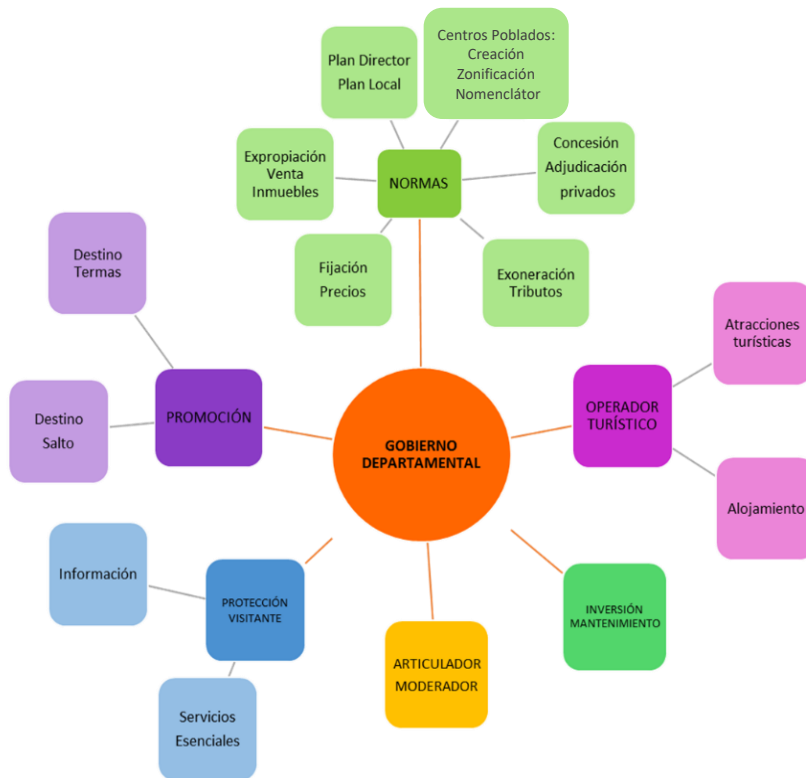 Centros Poblados:
Creación
Zonificación
Nomenclátor
Plan Director
Plan Local
Concesión
Adjudicación
privados
Expropiación
Venta
Inmuebles
NORMAS
Fijación
Precios
Exoneración
Tributos
Destino
Termas
Atracciones
turísticas
PROMOCIÓN
OPERADOR
TURÍSTICO
Destino
Salto
GOBIERNO
DEPARTAMENTAL
Alojamiento
Información
PROTECCIÓN
VISITANTE
INVERSIÓN
MANTENIMIENTO
ARTICULADOR
MODERADOR
Servicios
Esenciales